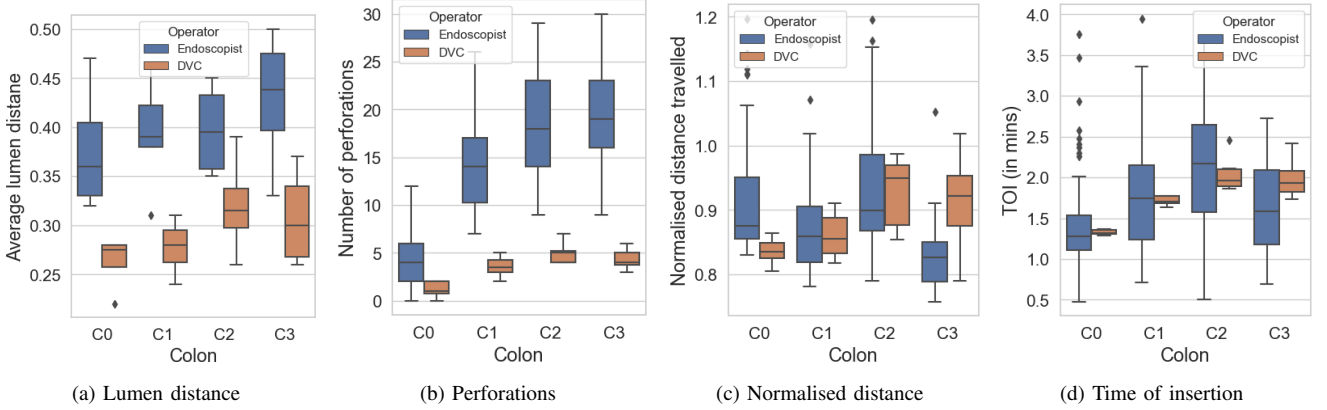 0.50
0.45
0.40
0.35
0.30
0.25
Average lumen distane
Operator
Endoscopist
DVC
C0 C1 C2 C3
Colon
(a) Lumen distance
30
25
20
15
10
5
0
Number of perforations
Operator
Endoscopist
DVC
C0 C1 C2 C3
Colon
(b) Perforations
1.2
1.1
1.0
0.9
0.8
Normalised distance travelled
Operator
Endoscopist
DVC
C0 C1 C2 C3
Colon
(c) Normalised distance
4.0
3.5
3.0
2.5
2.0
1.5
1.0
0.5
TOI (in mins)
Operator
Endoscopist
DVC
C0 C1 C2 C3
Colon
(d) Time of insertion